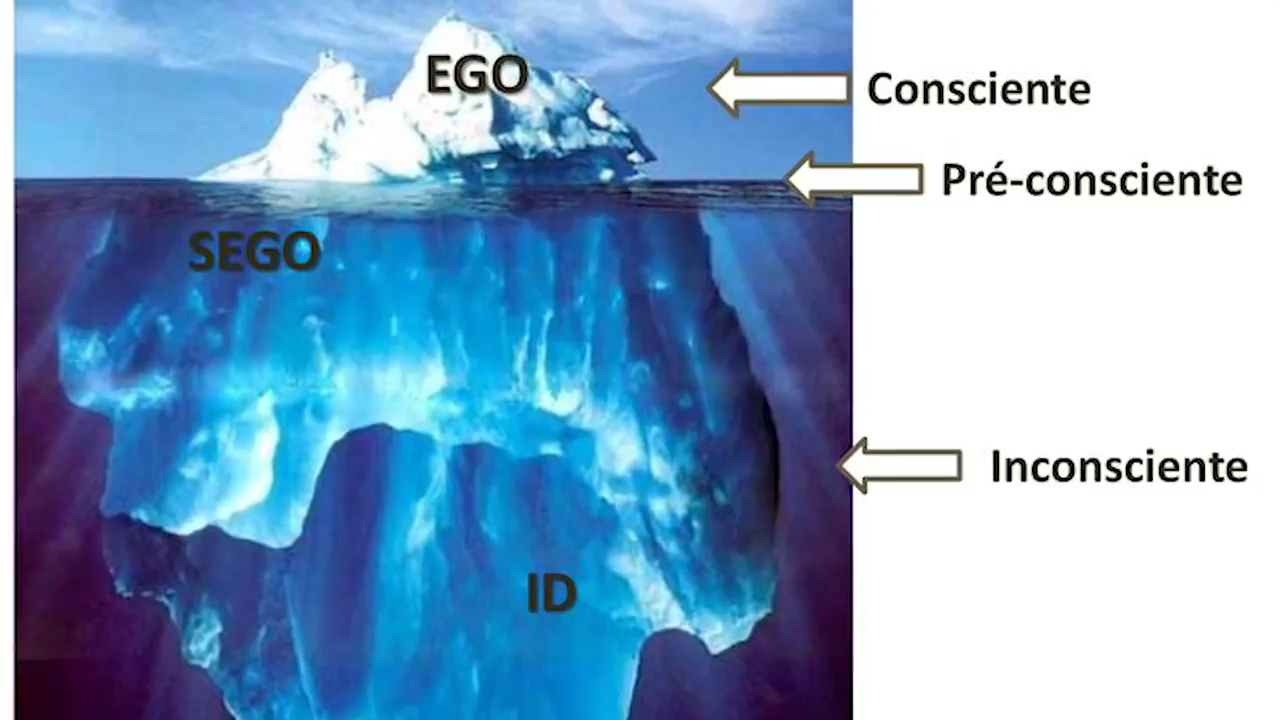 EGO
Consciente
Pré-consciente
SEGO
Inconsciente
ID